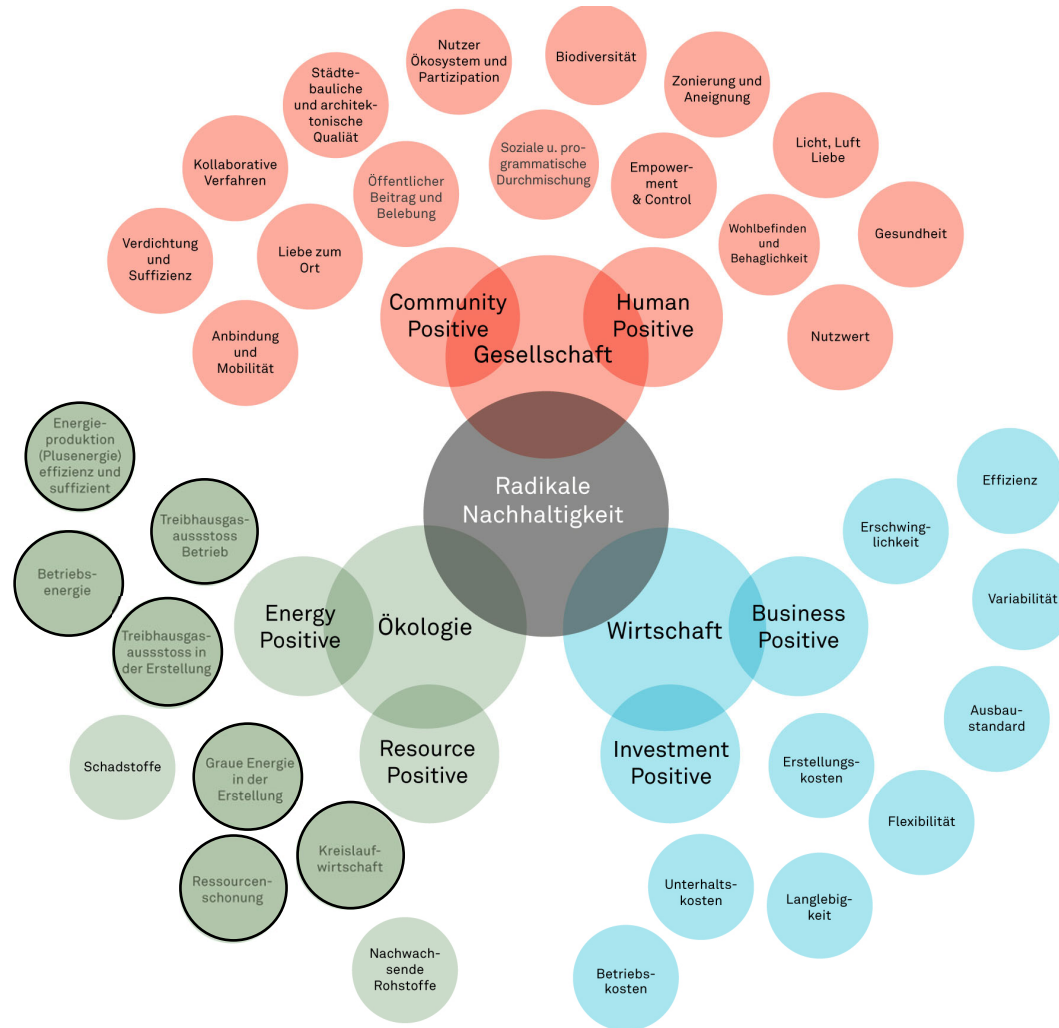 Nutzer
Ökosystem und
Partizipation
Biodiversität
Zonierung und
Aneignung
Städte-
bauliche
und architek-
tonische
Qualiät
Licht, Luft
Liebe
Kollaborative
Verfahren
Öffentlicher
Beitrag und
Belebung
Soziale u. pro-
grammatische
Durchmischung
Empower-
ment
& Control
Wohlbefinden
und
Behaglichkeit
Gesundheit
Verdichtung
und
Suffizienz
Liebe zum
Ort
Anbindung
und
Mobilität
Nutzwert
Community
Positive
Human
Positive
Gesellschaft
Radikale
Nachhaltigkeit
Energie-
produktion
(Plusenergie)
effizienz und
suffizient
Treibhausgas-
aussstoss
Betrieb
Betriebs-
energie
Treibhausgas-
aussstoss in
der Erstellung
Energy
Positive
Ökologie
Resource
Positive
Schadstoffe
Graue Energie
in der
Erstellung
Kreislauf-
wirtschaft
Ressourcen-
schonung
Nachwach-
sende
Rohstoffe
Wirtschaft
Business
Positive
Investment
Positive
Effizienz
Erschwing-
lichkeit
Variabilität
Ausbau-
standard
Erstellungs-
kosten
Flexibilität
Unterhalts-
kosten
Langlebig-
keit
Betriebs-
kosten